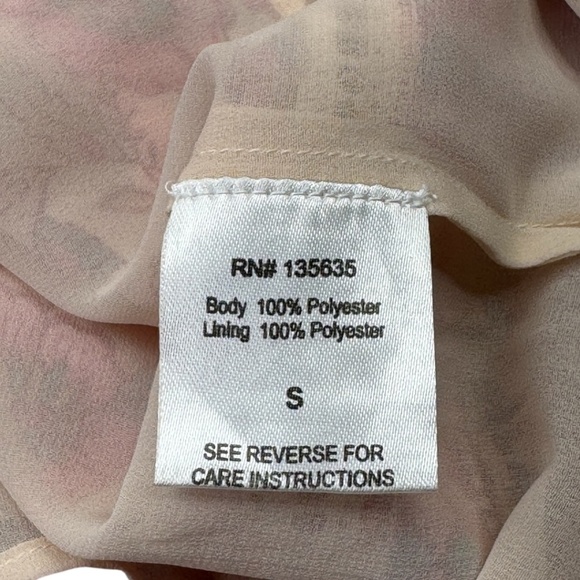 RN# 135635
Body 100% Polyester
Lining 100% Polyester
S
SEE REVERSE FOR
CARE INSTRUCTIONS